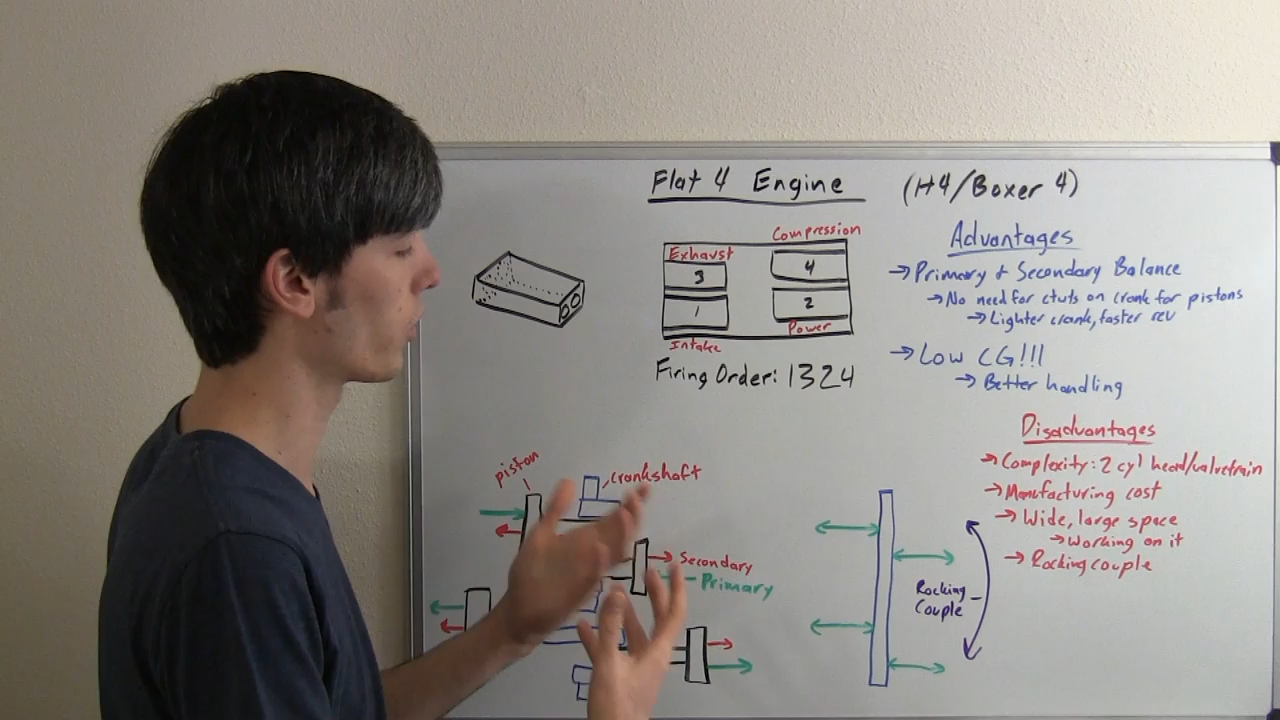 Flat 4 Engine (H4/Boxer 4)
Compression
Exhaust
3
4
1
2
Power
Intake
Firing Order: 1324
Advantages
→ Primary & Secondary Balance
→ No need for ctwts on crank for pistons
→ Lighter crank, faster rev
→ Low CG!!!
→ Better handling
Disadvantages
→ Complexity: 2 cyl head/valvetrain
→ Manufacturing cost
→ Wide, large space
→ Working on it
→ Rocking couple
piston
crankshaft
Secondary
Primary
Rocking
Couple